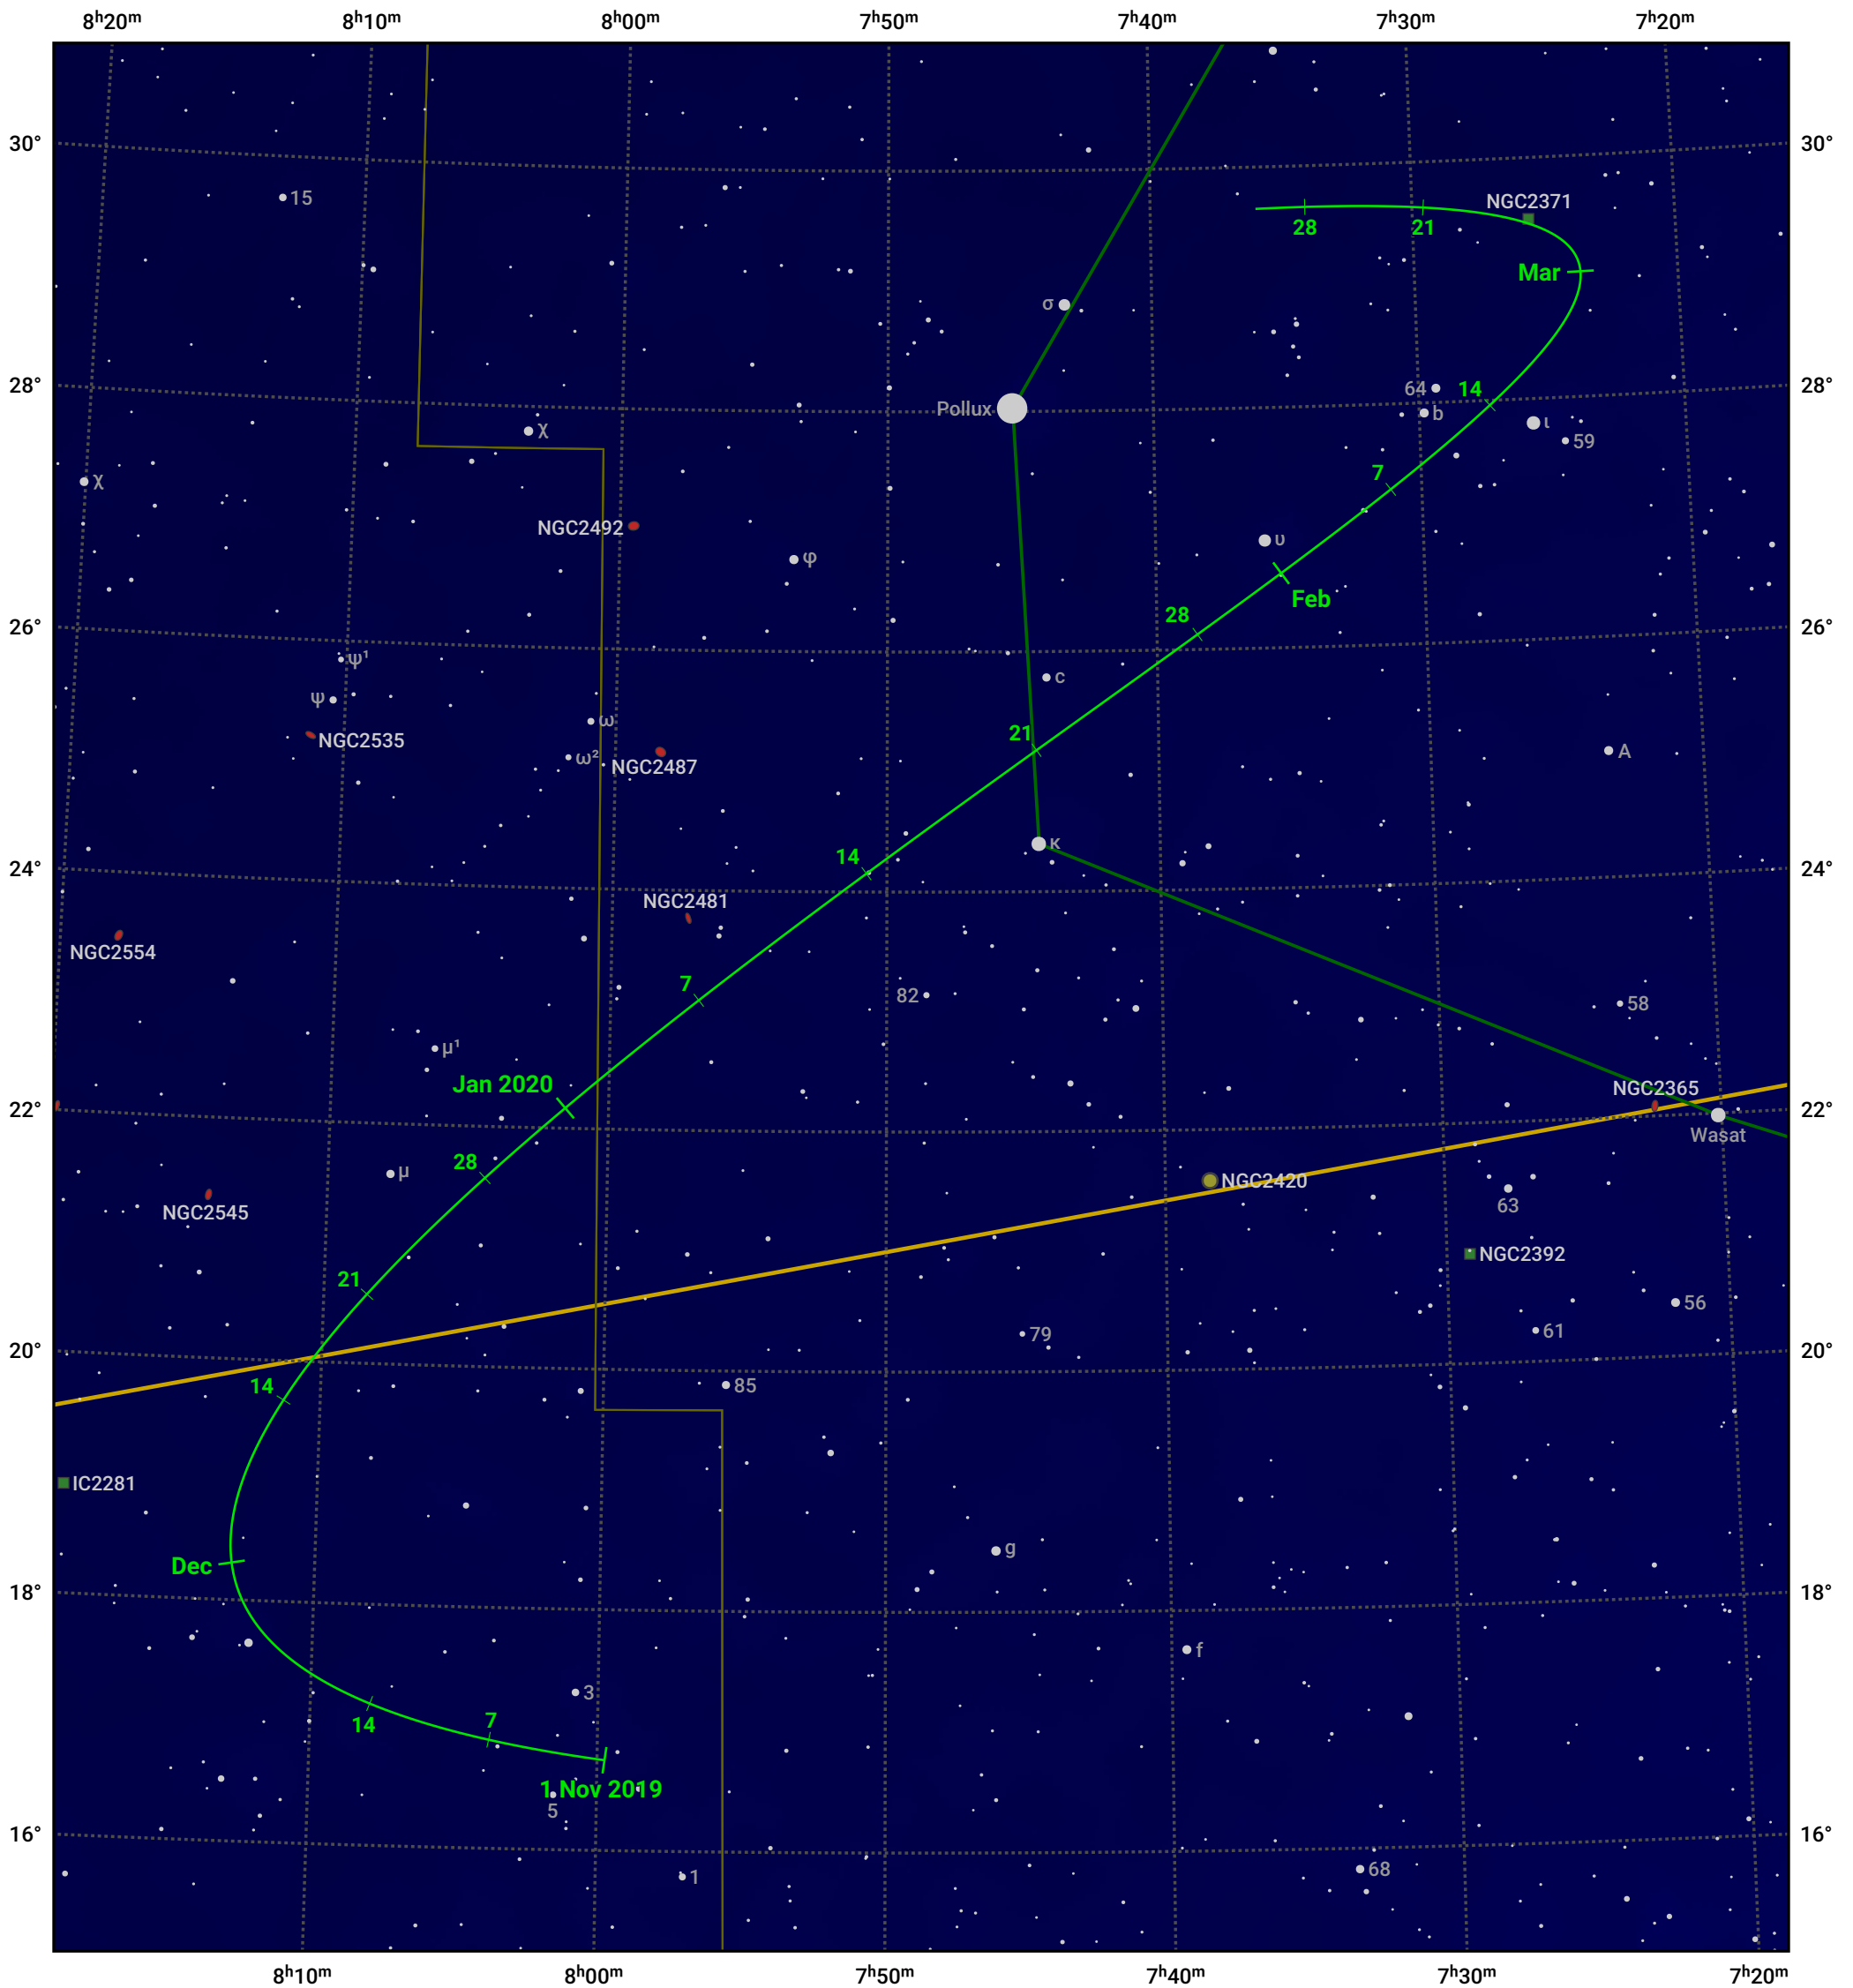 8ʰ20ᵐ 8ʰ10ᵐ 8ʰ00ᵐ 7ʰ50ᵐ 7ʰ40ᵐ 7ʰ30ᵐ 7ʰ20ᵐ
30° 30°
15 NGC2371
28 21
Mar
σ
28° 64 14 28°
Pollux b ι
χ 59
χ 7
NGC2492
υ
φ
Feb
26° 28 26°
ψ¹
c
ψ
ω
21
NGC2535
A
ω²
NGC2487
κ
14
24° 24°
NGC2481
NGC2554
7
82 58
μ¹
Jan 2020 NGC2365
22° 22°
Wasat
28
μ
NGC2420
63
NGC2545
NGC2392
21
56
61
79
20° 20°
14 85
IC2281
g
Dec
18° 18°
f
3
7
14
1 Nov 2019
5
16° 16°
68
1
8ʰ10ᵐ 8ʰ00ᵐ 7ʰ50ᵐ 7ʰ40ᵐ 7ʰ30ᵐ 7ʰ20ᵐ